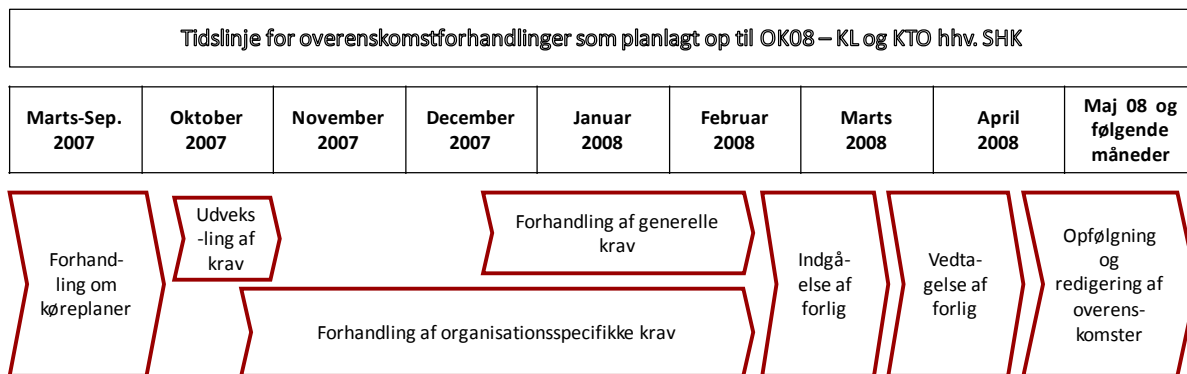 Tidslinje for overenskomstforhandlinger som planlagt op til OK08 – KL og KTO hhv. SHK
Marts-Sep.
2007
Oktober
2007
November
2007
December
2007
Januar
2008
Februar
2008
Marts
2008
April
2008
Maj 08 og
følgende
måneder
Forhand-
ling om
køreplaner
Udveks
-ling af
krav
Forhandling af generelle
krav
Forhandling af organisationsspecifikke krav
Indgå-
else af
forlig
Vedta-
gelse af
forlig
Opfølgning
og
redigering af
overens-
komster